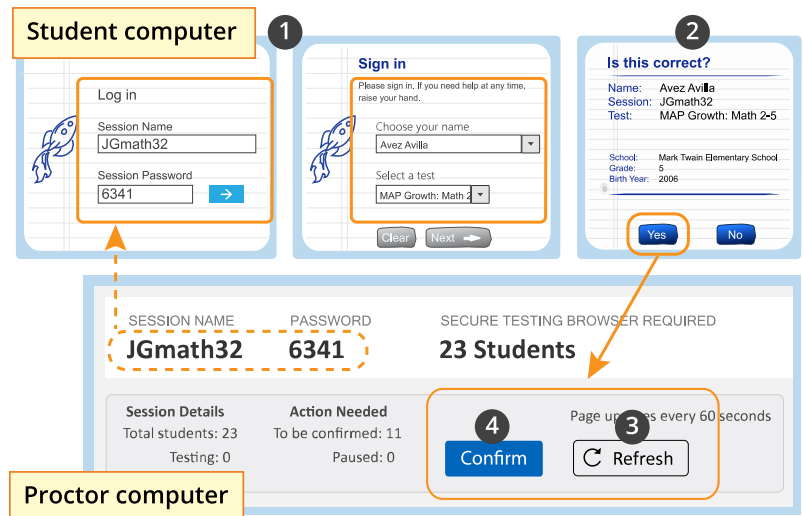 Student computer
1
2
Log in
Session Name
JGmath32
Session Password
6341
Sign in
Please sign in. If you need help at any time,
raise your hand.
Choose your name
Avez Avilla
Select a test
MAP Growth: Math 2
Clear
Next
Is this correct?
Name: Avez Avilla
Session: JGmath32
Test: MAP Growth: Math 2-5
School: Mark Twain Elementary School
Grade: 5
Birth Year: 2006
Yes
No
SESSION NAME PASSWORD SECURE TESTING BROWSER REQUIRED
JGmath32 6341 23 Students
Session Details
Total students: 23
Testing: 0
Action Needed
To be confirmed: 11
Paused: 0
Page updates every 60 seconds
4
3
Confirm
Refresh
Proctor computer